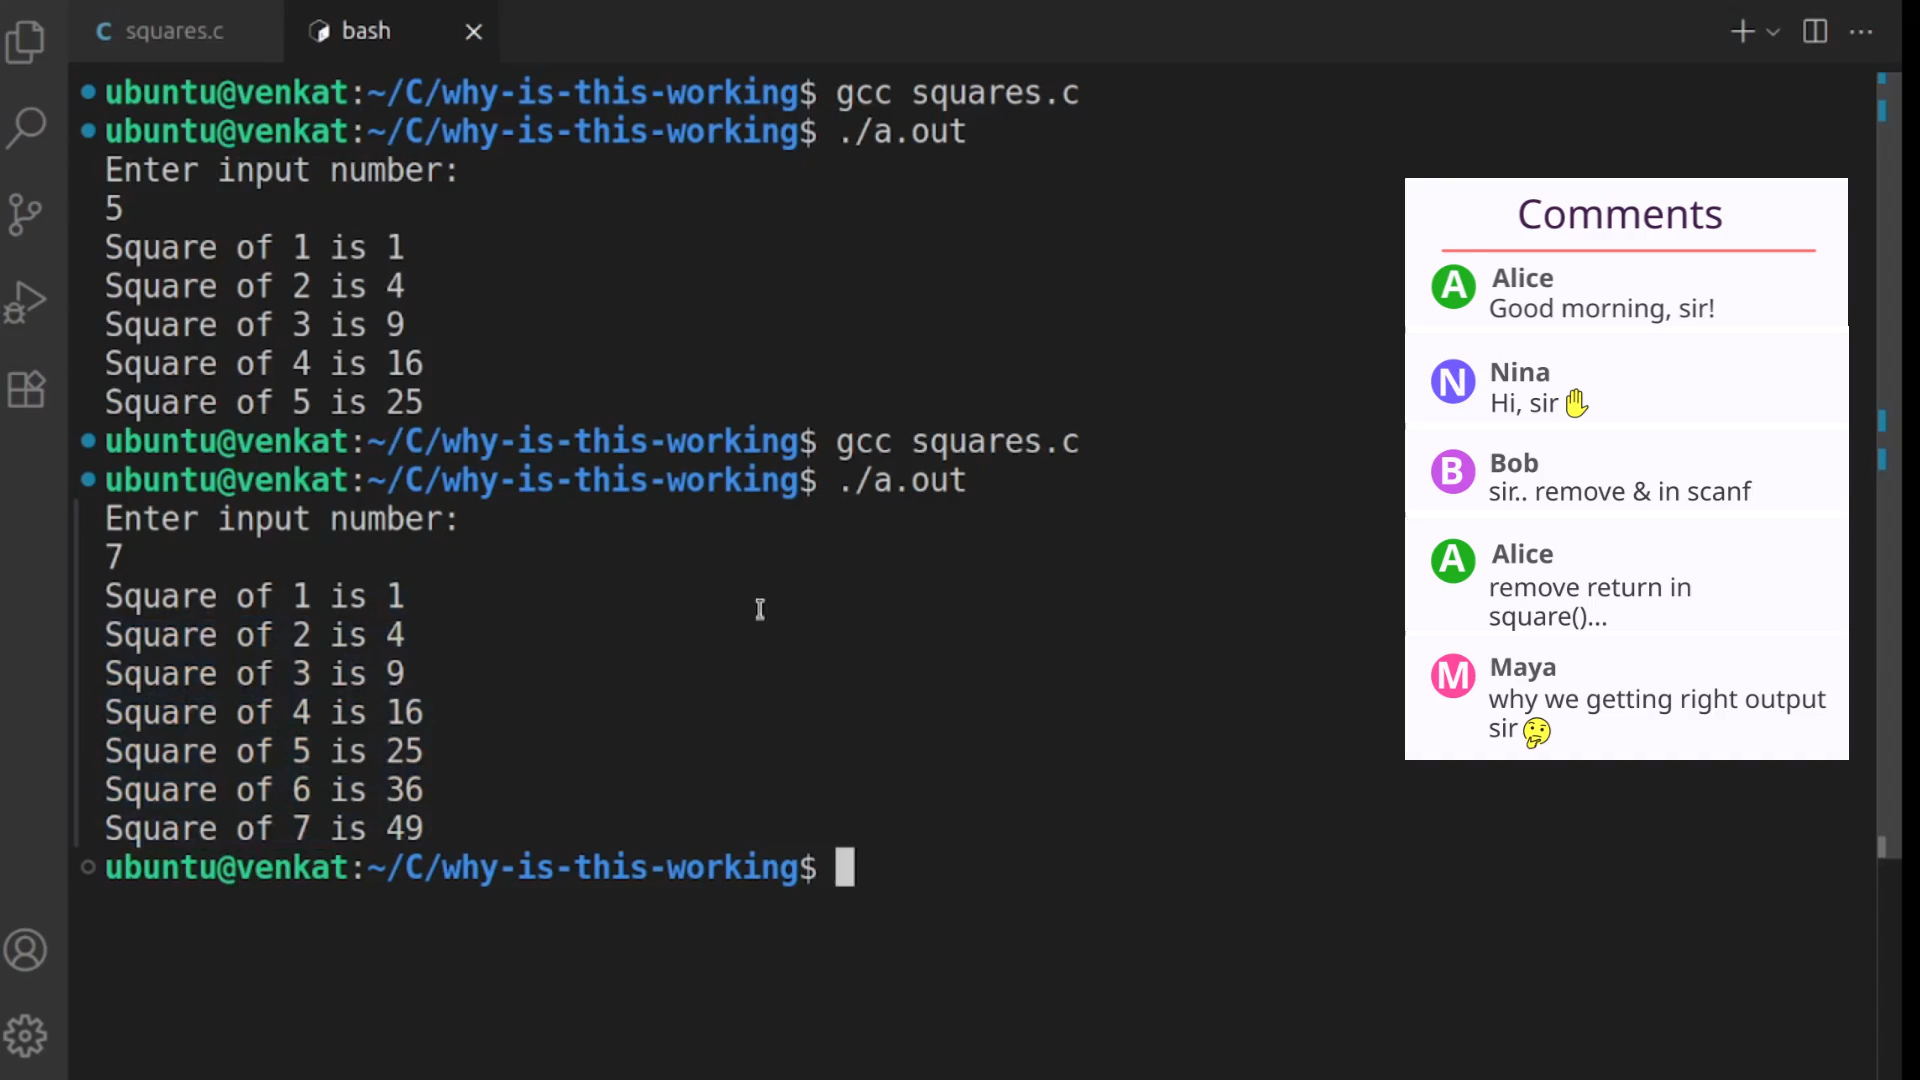 squares.c
bash
ubuntu@venkat:~/C/why-is-this-working$ gcc squares.c
ubuntu@venkat:~/C/why-is-this-working$ ./a.out
Enter input number:
5
Square of 1 is 1
Square of 2 is 4
Square of 3 is 9
Square of 4 is 16
Square of 5 is 25
ubuntu@venkat:~/C/why-is-this-working$ gcc squares.c
ubuntu@venkat:~/C/why-is-this-working$ ./a.out
Enter input number:
7
Square of 1 is 1
Square of 2 is 4
Square of 3 is 9
Square of 4 is 16
Square of 5 is 25
Square of 6 is 36
Square of 7 is 49
ubuntu@venkat:~/C/why-is-this-working$
Comments
A
Alice
Good morning, sir!
N
Nina
Hi, sir✋
B
Bob
sir.. remove & in scanf
A
Alice
remove return in
square()...
M
Maya
why we getting right output
sir🤔